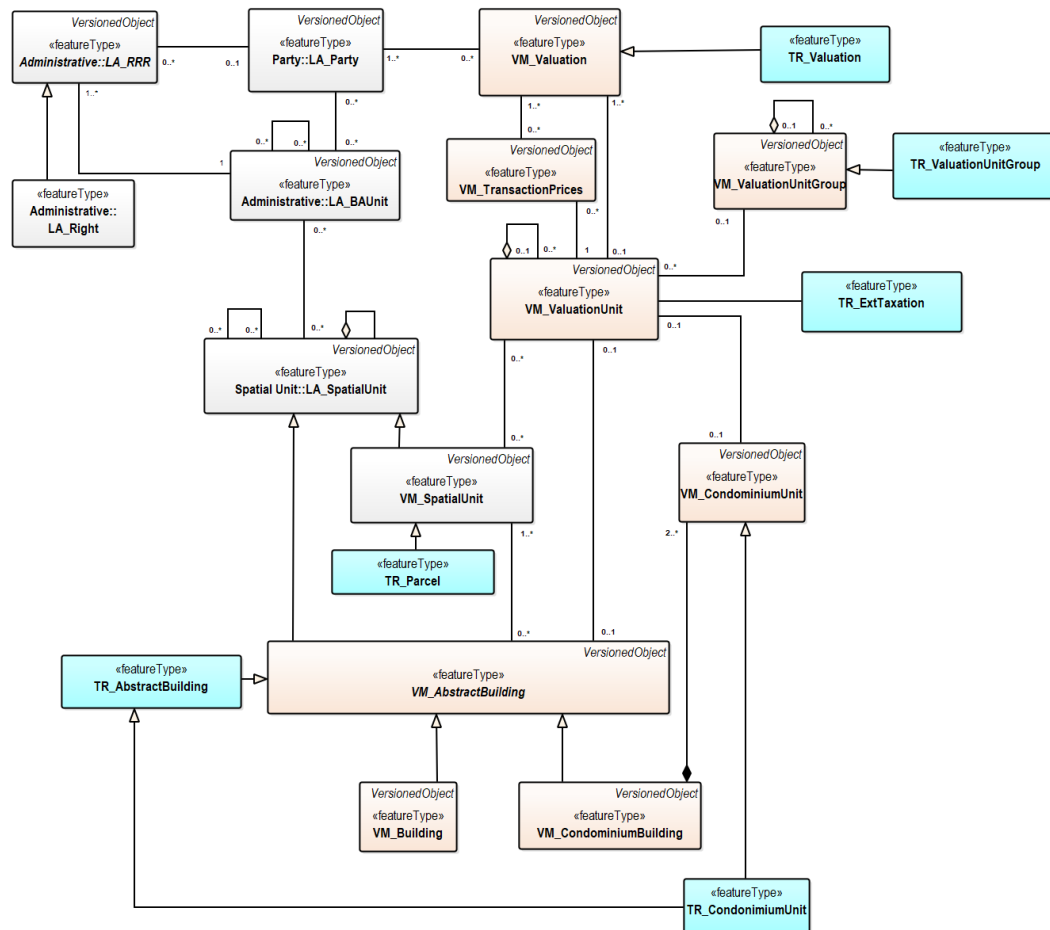 VersionedObject
«featureType»
Administrative::LA_RRR
VersionedObject
«featureType»
Party::LA_Party
VersionedObject
«featureType»
VM_Valuation
«featureType»
TR_Valuation
0..*
0..1
1..*
0..*
1..*
0..*
1..*
1..*
0..*
0..*
0..*
0..*
1
VersionedObject
«featureType»
Administrative::LA_BAUnit
VersionedObject
«featureType»
VM_TransactionPrices
0..1
0..*
VersionedObject
«featureType»
VM_ValuationUnitGroup
«featureType»
TR_ValuationUnitGroup
«featureType»
Administrative::
LA_Right
0..*
0..*
0..1
0..1
0..*
1
0..1
0..*
VersionedObject
«featureType»
VM_ValuationUnit
«featureType»
TR_ExtTaxation
0..*
0..*
0..*
VersionedObject
«featureType»
Spatial Unit::LA_SpatialUnit
0..*
0..1
0..1
0..*
0..1
VersionedObject
«featureType»
VM_SpatialUnit
VersionedObject
«featureType»
VM_CondominiumUnit
1..*
2..*
«featureType»
TR_Parcel
0..*
0..1
VersionedObject
«featureType»
VM_AbstractBuilding
«featureType»
TR_AbstractBuilding
VersionedObject
«featureType»
VM_Building
VersionedObject
«featureType»
VM_CondominiumBuilding
«featureType»
TR_CondonimiumUnit